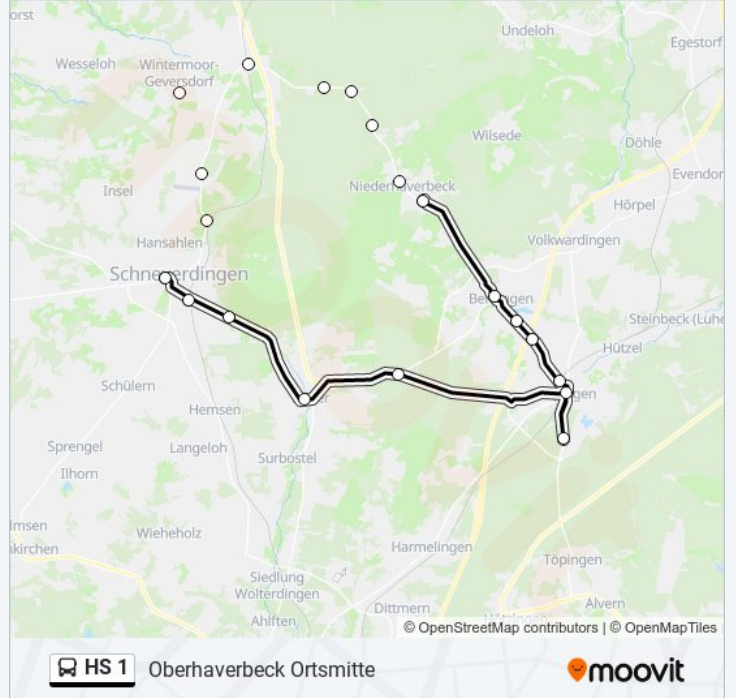 orst
Undeloh
Egestorf
Wesseloh
Wintermoor-
Geversdorf
Wilsede
Döhle
Evendor
Insel
Niederhaverbeck
Hörpel
Hansahlen
Volkwardingen
Schneverdingen
Steinbeck (Luhe
Hützel
Schülern
Hemsen
Sprengel
Langeloh
Surbostel
Ilhorn
lmsen
nkirchen
Wieheholz
Harmelingen
Töpingen
Siedlung
Wolterdingen
Dittmern
Alvern
Ahlften
© OpenStreetMap contributors | © OpenMapTiles
HS 1 Oberhaverbeck Ortsmitte
moovit